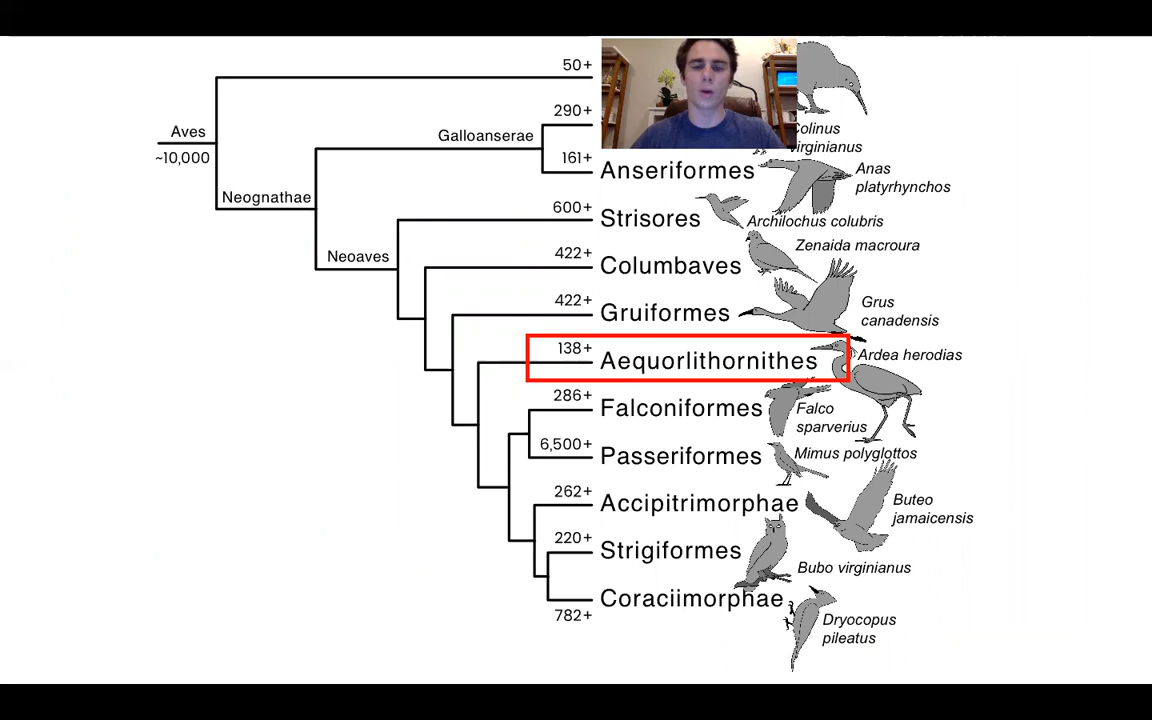 50+
290+
Aves
~10,000
Galloanserae
Colinus
virginianus
161+
Anseriformes
Anas
platyrhynchos
Neognathae
600+
Strisores
Archilochus colubris
Neoaves
422+
Columbaves
Zenaida macroura
422+
Gruiformes
Grus
canadensis
138+
Aequorlithornithes
Ardea herodias
286+
Falconiformes
Falco
sparverius
6,500+
Passeriformes
Mimus polyglottos
262+
Accipitrimorphae
Buteo
jamaicensis
220+
Strigiformes
Bubo virginianus
Coraciimorphae
782+
Dryocopus
pileatus